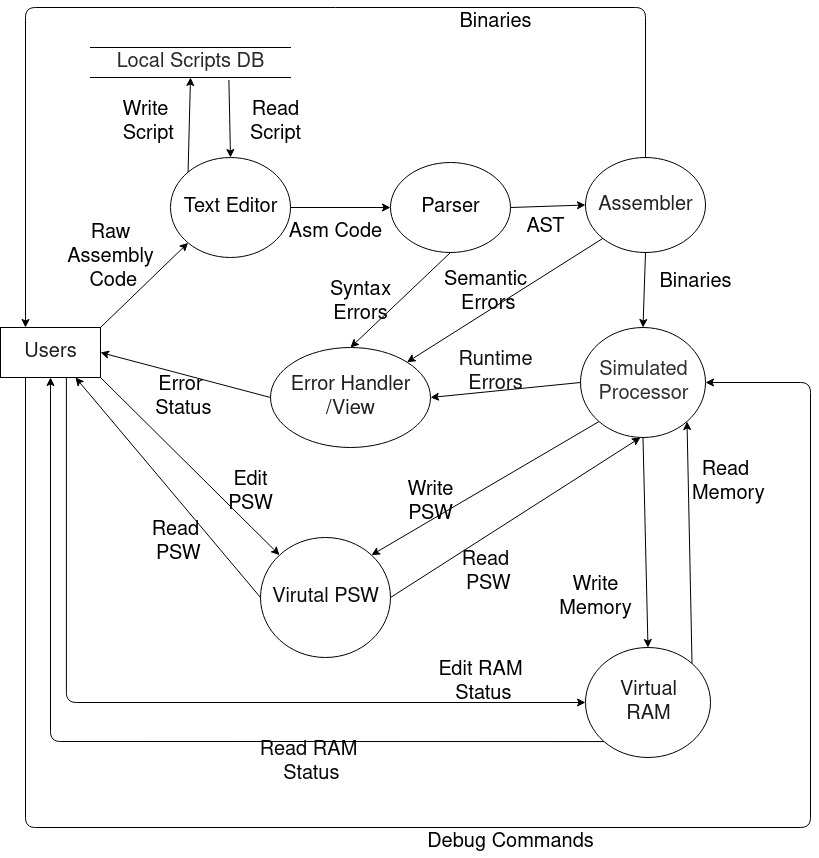 Binaries
Local Scripts DB
Write
Script
Read
Script
Text Editor
Parser
Assembler
Asm Code
AST
Raw
Assembly
Code
Syntax
Errors
Semantic
Errors
Binaries
Users
Error Handler
/View
Runtime
Errors
Simulated
Processor
Error
Status
Edit
PSW
Write
PSW
Read
Memory
Read
PSW
Read
PSW
Virutal PSW
Write
Memory
Edit RAM
Status
Virtual
RAM
Read RAM
Status
Debug Commands